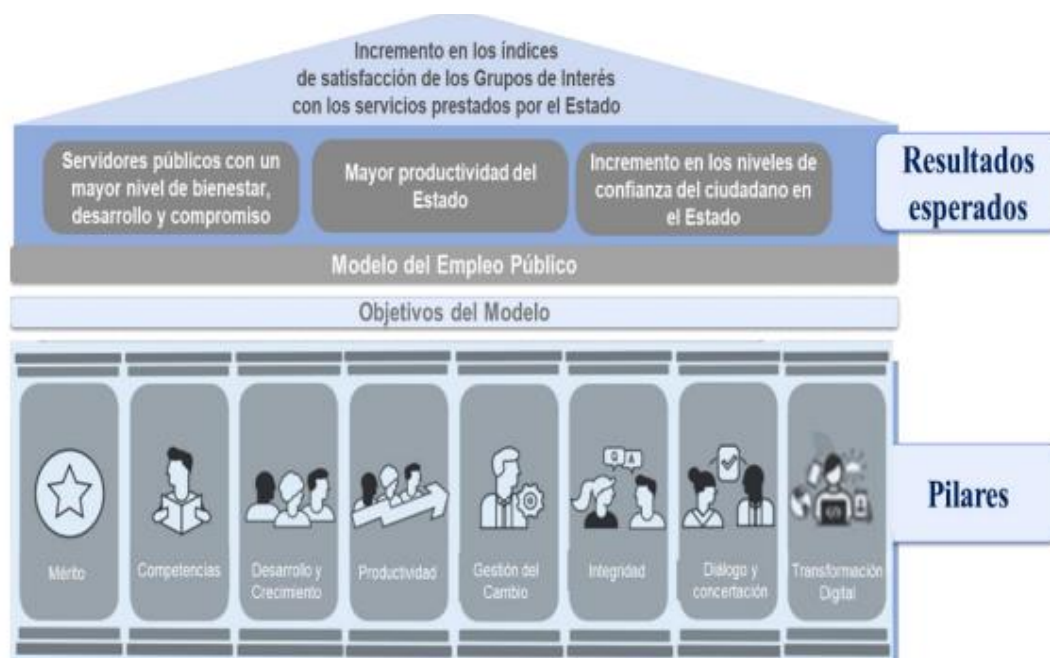 Incremento en los índices
de satisfacción de los Grupos de Interés
con los servicios prestados por el Estado
Servidores públicos con un
mayor nivel de bienestar,
desarrollo y compromiso
Mayor productividad del
Estado
Incremento en los niveles de
confianza del ciudadano en
el Estado
Resultados
esperados
Modelo del Empleo Público
Objetivos del Modelo
Q A
Mérito
Competencias
Desarrollo y
Crecimiento
Productividad
Gestión del
Cambio
Integridad
Diálogo y
concertación
Transformación
Digital
Pilares